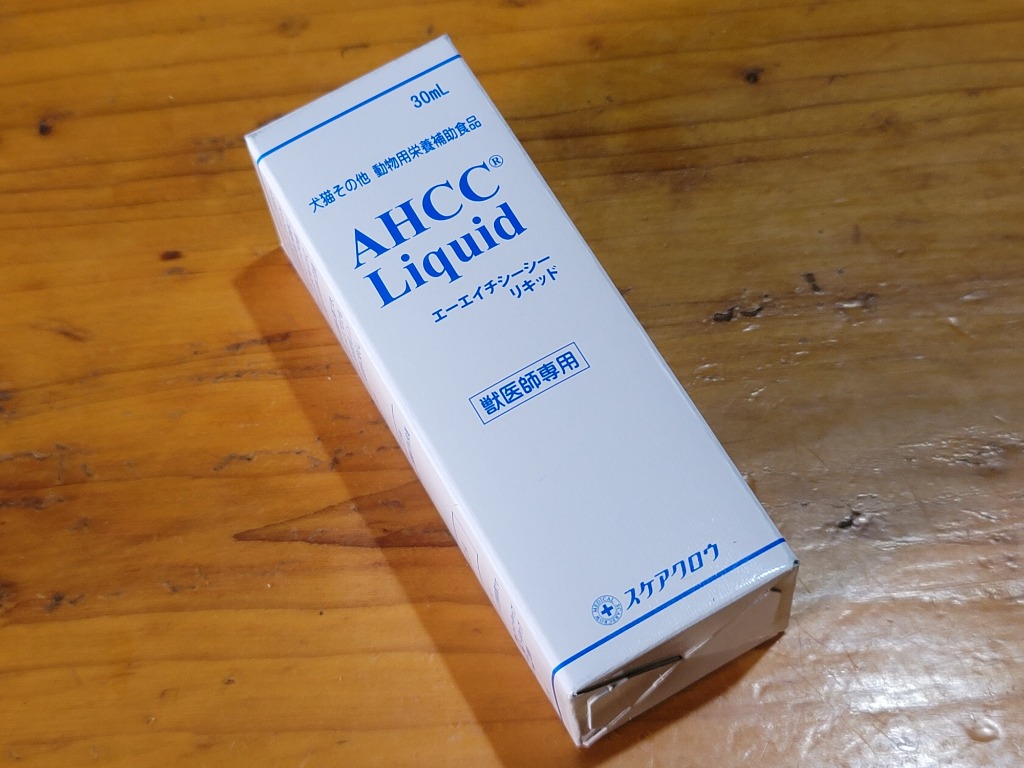 30mL
犬猫その他 動物用栄養補助食品
AHCC®
Liquid
エーエイチシーシー
リキッド
獣医師専用
スケアクロウ